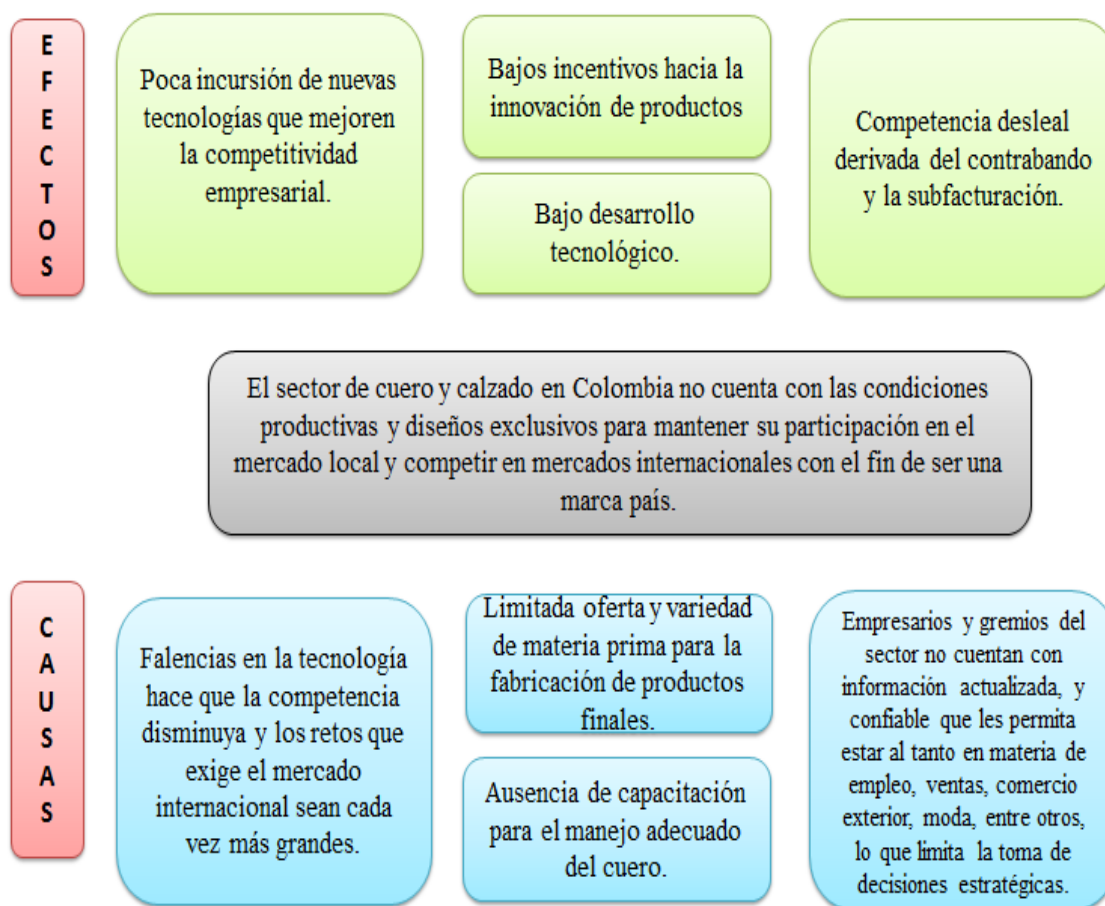 EFECTOS
Poca incursión de nuevas
tecnologías que mejoren
la competitividad
empresarial.
Bajos incentivos hacia la
innovación de productos
Bajo desarrollo
tecnológico.
Competencia desleal
derivada del contrabando
y la subfacturación.
El sector de cuero y calzado en Colombia no cuenta con las condiciones
productivas y diseños exclusivos para mantener su participación en el
mercado local y competir en mercados internacionales con el fin de ser una
marca país.
CAUSAS
Falencias en la tecnología
hace que la competencia
disminuya y los retos que
exige el mercado
internacional sean cada
vez más grandes.
Limitada oferta y variedad
de materia prima para la
fabricación de productos
finales.
Ausencia de capacitación
para el manejo adecuado
del cuero.
Empresarios y gremios del
sector no cuentan con
información actualizada, y
confiable que les permita
estar al tanto en materia de
empleo, ventas, comercio
exterior, moda, entre otros,
lo que limita la toma de
decisiones estratégicas.